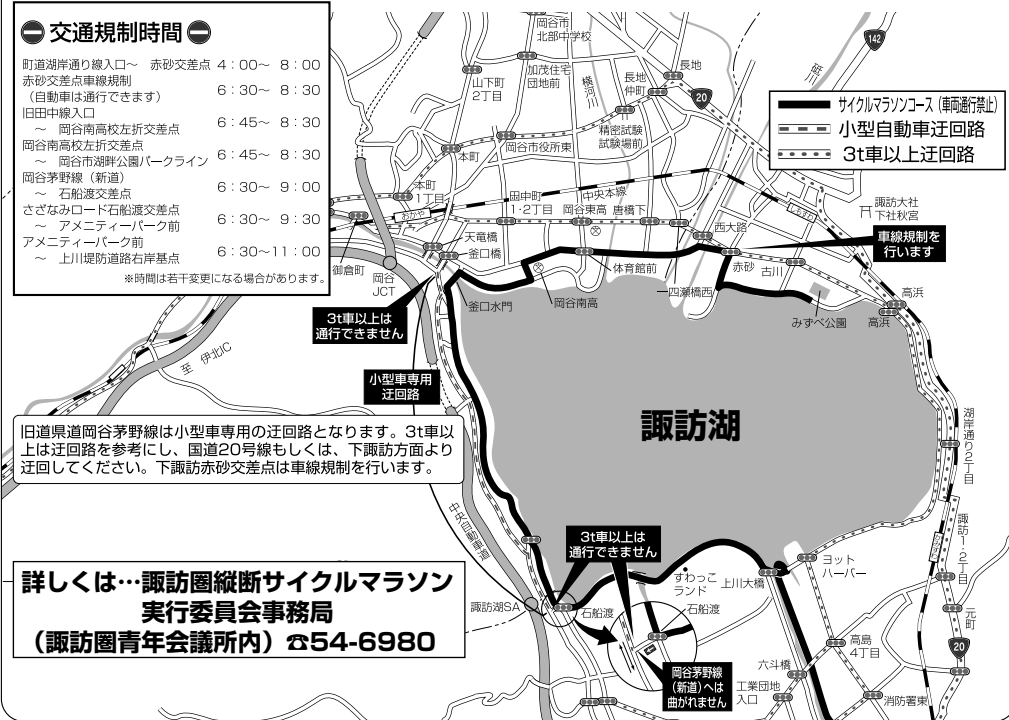 交通規制時間
町道湖岸通り線入口〜　赤砂交差点 4：00〜 8：00
赤砂交差点車線規制
（自動車は通行できます） 6：30〜 8：30
旧田中線入口
〜　岡谷南高校左折交差点 6：45〜 8：30
岡谷南高校左折交差点
〜　岡谷市湖畔公園パークライン 6：45〜 8：30
岡谷茅野線（新道）
〜　石船渡交差点 6：30〜 9：00
さざなみロード石船渡交差点
〜　アメニティーパーク前 6：30〜 9：30
アメニティーパーク前
〜　上川堤防道路右岸基点 6：30〜11：00
※時間は若干変更になる場合があります。
岡谷市
北部中学校
加茂住宅
団地前
山下町
2丁目
横河川
長地
長地
仲町
20
142
砥川
精密試験
試験場前
岡谷市役所東
本町
本町
1丁目
おかや
田中町
1・2丁目
中央本線
岡谷東高
唐橋下
サイクルマラソンコース（車両通行禁止）
小型自動車迂回路
3t車以上迂回路
諏訪大社
下社秋宮
車線規制を
行います
西大路
赤砂
古川
天竜橋
釜口橋
御倉町
岡谷
JCT
体育館前
岡谷南高
四瀬橋西
釜口水門
みずべ公園
高浜
高浜
3t車以上は
通行できません
至　伊北IC
小型車専用
迂回路
諏訪湖
湖岸通り2丁目
旧道県道岡谷茅野線は小型車専用の迂回路となります。3t車以
上は迂回路を参考にし、国道20号線もしくは、下諏訪方面より
迂回してください。下諏訪赤砂交差点は車線規制を行います。
中央自動車道
諏訪1・2丁目
3t車以上は
通行できません
詳しくは…諏訪圏縦断サイクルマラソン
実行委員会事務局
（諏訪圏青年会議所内）☎54-6980
諏訪湖SA
石船渡
すわっこ
ランド
上川大橋
ヨット
ハーバー
石船渡
元町
高島
4丁目
20
六斗橋
工業団地
入口
消防署東
岡谷茅野線
（新道）へは
曲がれません